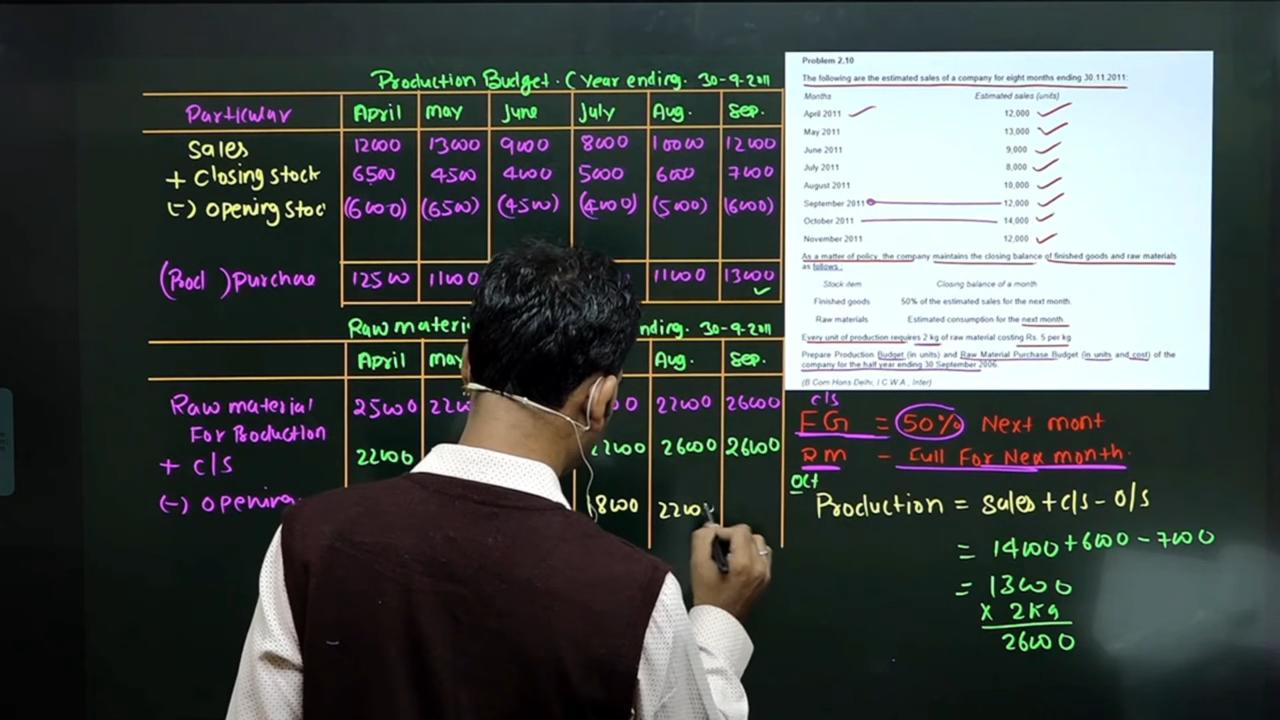 Production Budget. (Year ending. 30-9-2011
Particular April May June July Aug. Sep.
Sales 12000 13000 9000 8000 10000 12000
+ Closing stock 6500 4500 4000 5000 6000 7000
(-) opening stoc (6000) (6500) (4500) (4000) (5000) (6000)
(Prod ) purchase 12500 11000 11000 13000
Raw materi ending. 30-9-2011
April May Aug. Sep.
Raw material 25000 22000 26000
For Production
+ c/s 22000 22000 26000 26000
(-) opening 18000 2200
Problem 2.10
The following are the estimated sales of a company for eight months ending 30.11.2011:
Months Estimated sales (units)
April 2011 12,000
May 2011 13,000
June 2011 9,000
July 2011 8,000
August 2011 10,000
September 2011 12,000
October 2011 14,000
November 2011 12,000
As a matter of policy, the company maintains the closing balance of finished goods and raw materials
as follows :
Stock item Closing balance of a month
Finished goods 50% of the estimated sales for the next month.
Raw materials Estimated consumption for the next month.
Every unit of production requires 2 kg of raw material costing Rs. 5 per kg
Prepare Production Budget (in units) and Raw Material Purchase Budget (in units and cost) of the
company for the half year ending 30 September 2006.
(B Com Hons Delhi, I C W A , Inter)
c/s
FG = 50% Next mont
RM - Full For Nex month.
Oct
Production = Sales + c/s - O/s
= 14000 + 6000 - 7000
= 13000
x 2kg
26000